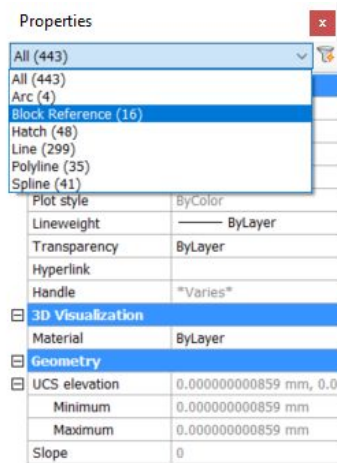 Properties x
All (443)
All (443)
Arc (4)
Block Reference (16)
Hatch (48)
Line (299)
Polyline (35)
Spline (41)
Plot style ByColor
Lineweight ByLayer
Transparency ByLayer
Hyperlink
Handle *Varies*
3D Visualization
Material ByLayer
Geometry
UCS elevation 0.000000000859 mm, 0.0
Minimum 0.000000000859 mm
Maximum 0.000000000859 mm
Slope 0